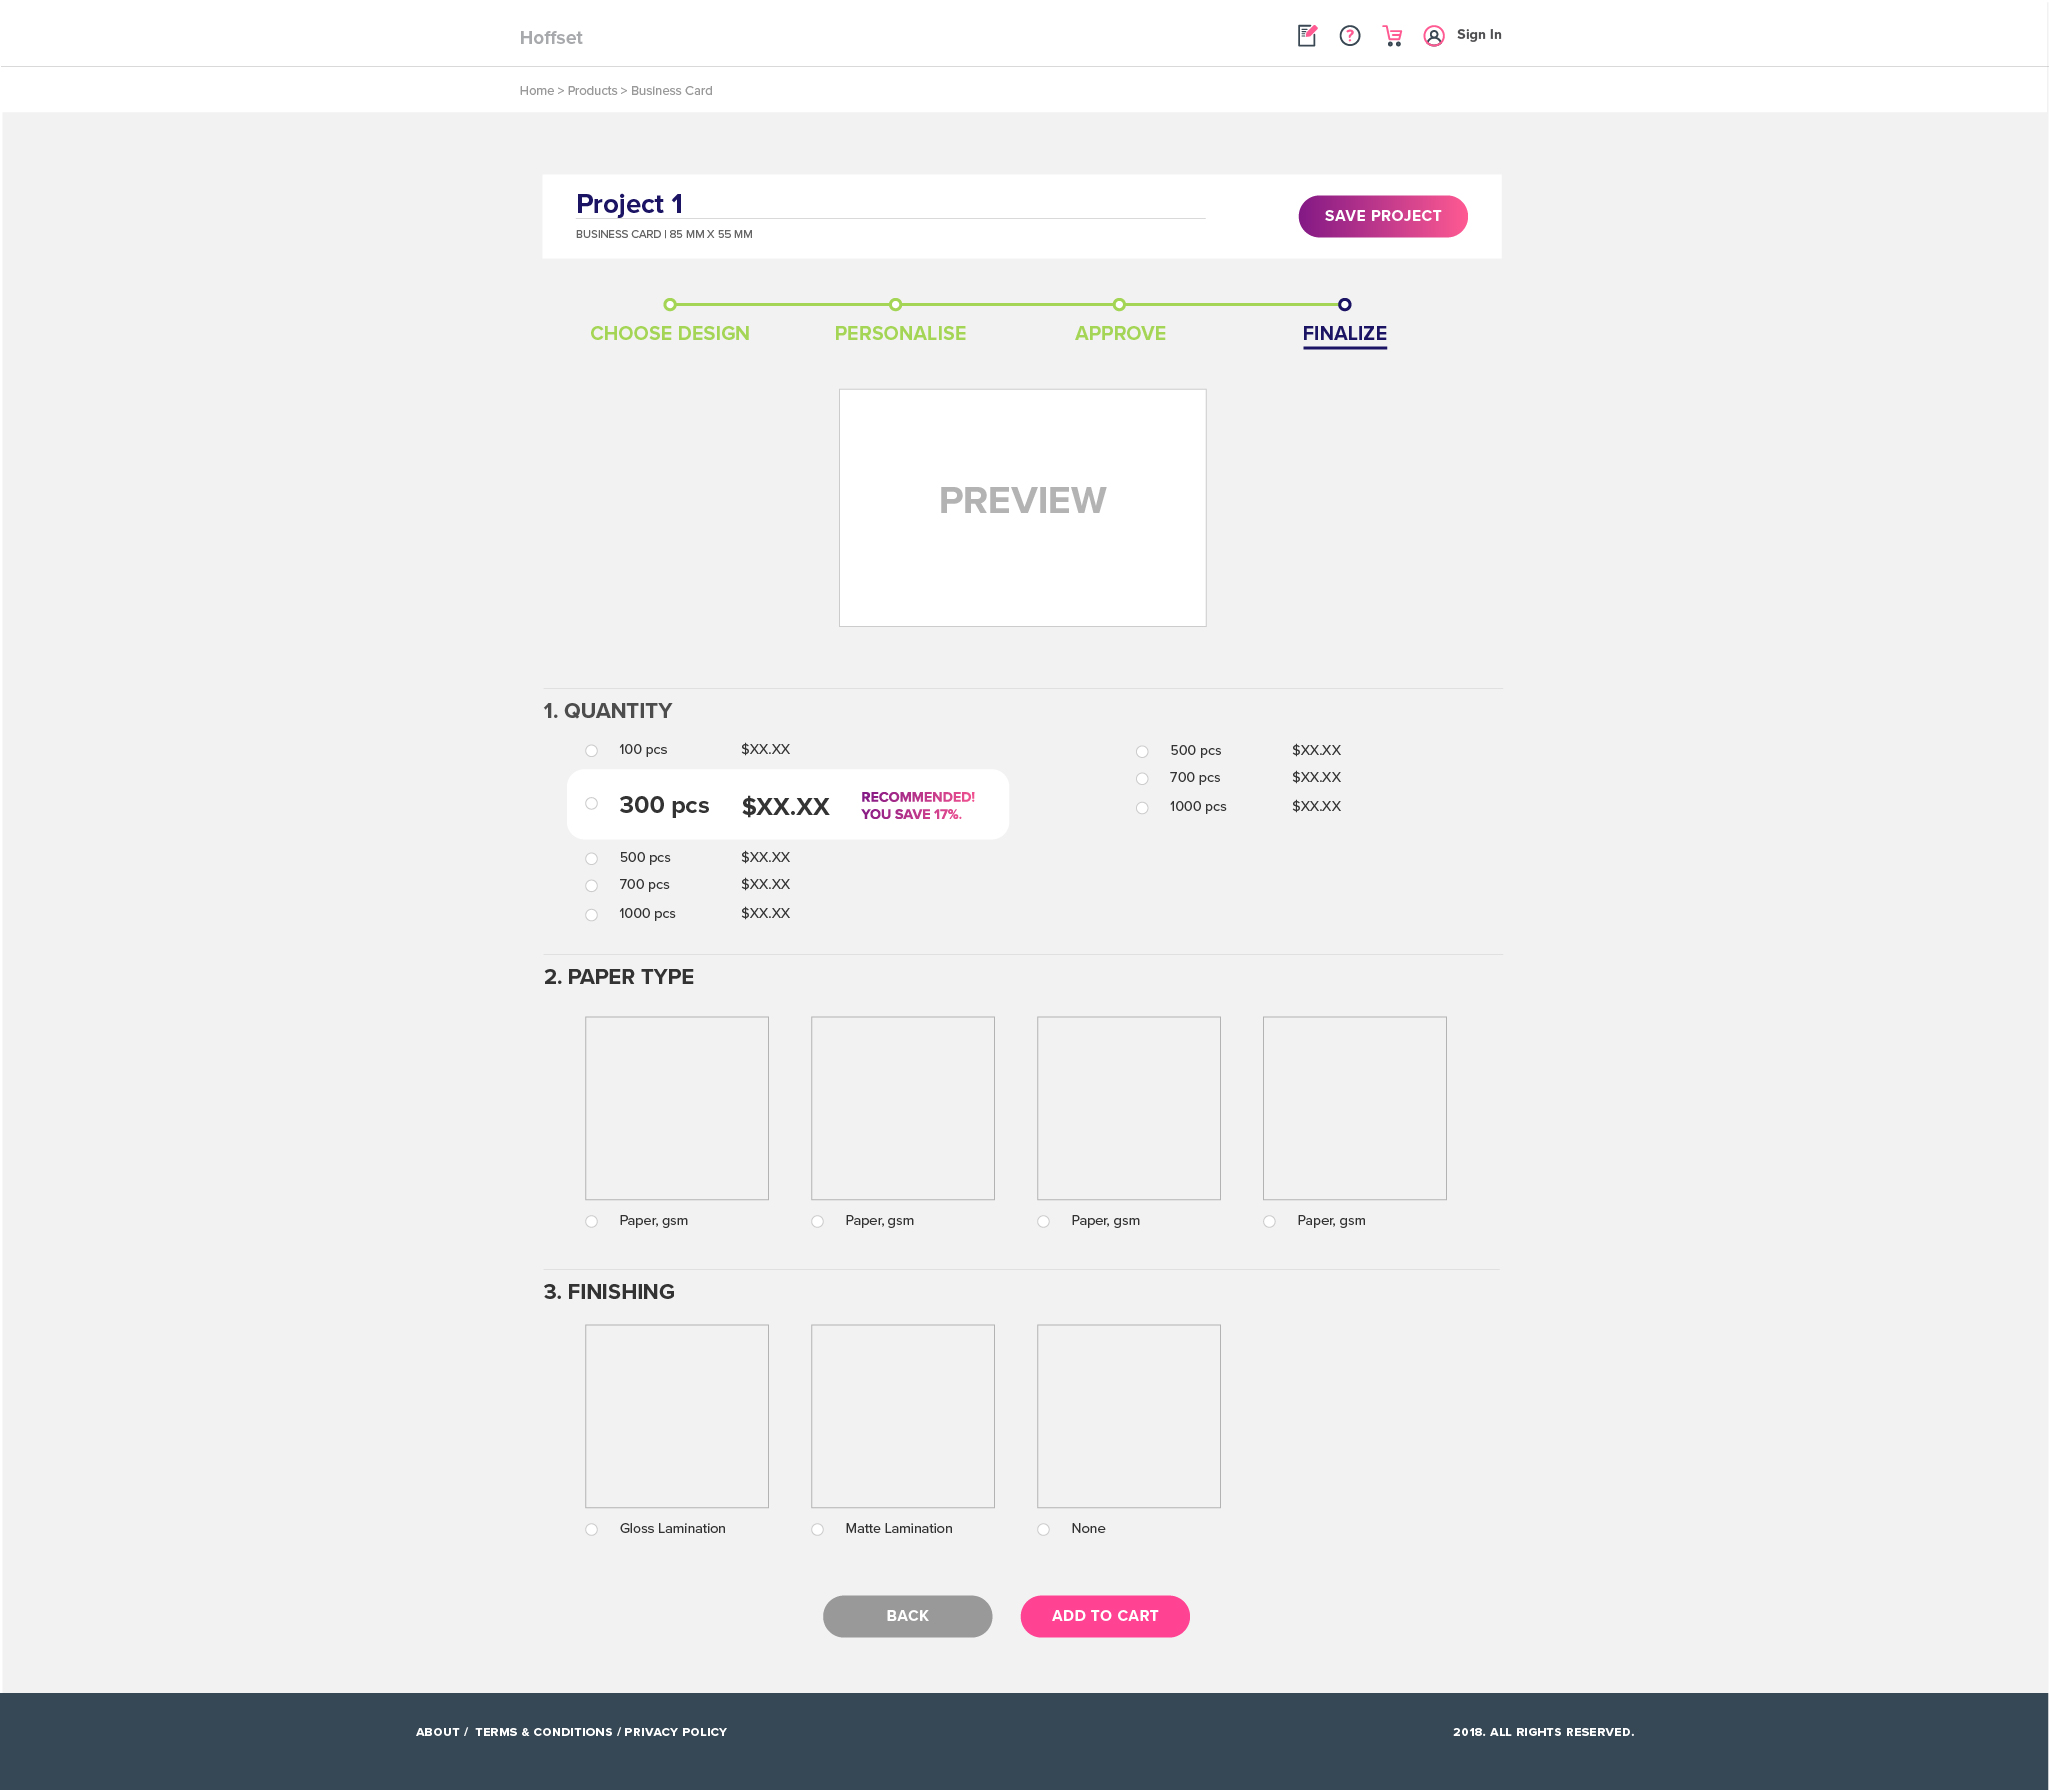 Hoffset
Sign In
Home > Products > Business Card
Project 1
BUSINESS CARD | 85 MM X 55 MM
SAVE PROJECT
CHOOSE DESIGN
PERSONALISE
APPROVE
FINALIZE
PREVIEW
1. QUANTITY
100 pcs $XX.XX
300 pcs $XX.XX
RECOMMENDED!
YOU SAVE 17%.
500 pcs $XX.XX
700 pcs $XX.XX
1000 pcs $XX.XX
500 pcs $XX.XX
700 pcs $XX.XX
1000 pcs $XX.XX
2. PAPER TYPE
Paper, gsm
Paper, gsm
Paper, gsm
Paper, gsm
3. FINISHING
Gloss Lamination
Matte Lamination
None
BACK
ADD TO CART
ABOUT / TERMS & CONDITIONS / PRIVACY POLICY
2018. ALL RIGHTS RESERVED.